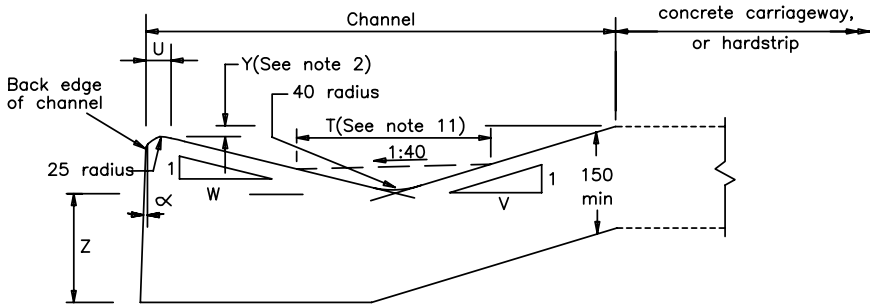 Channel
concrete carriageway,
or hardstrip
U
Y(See note 2)
Back edge
of channel
40 radius
T(See note 11)
1:40
25 radius
1
W
1
V
150
min
α
Z